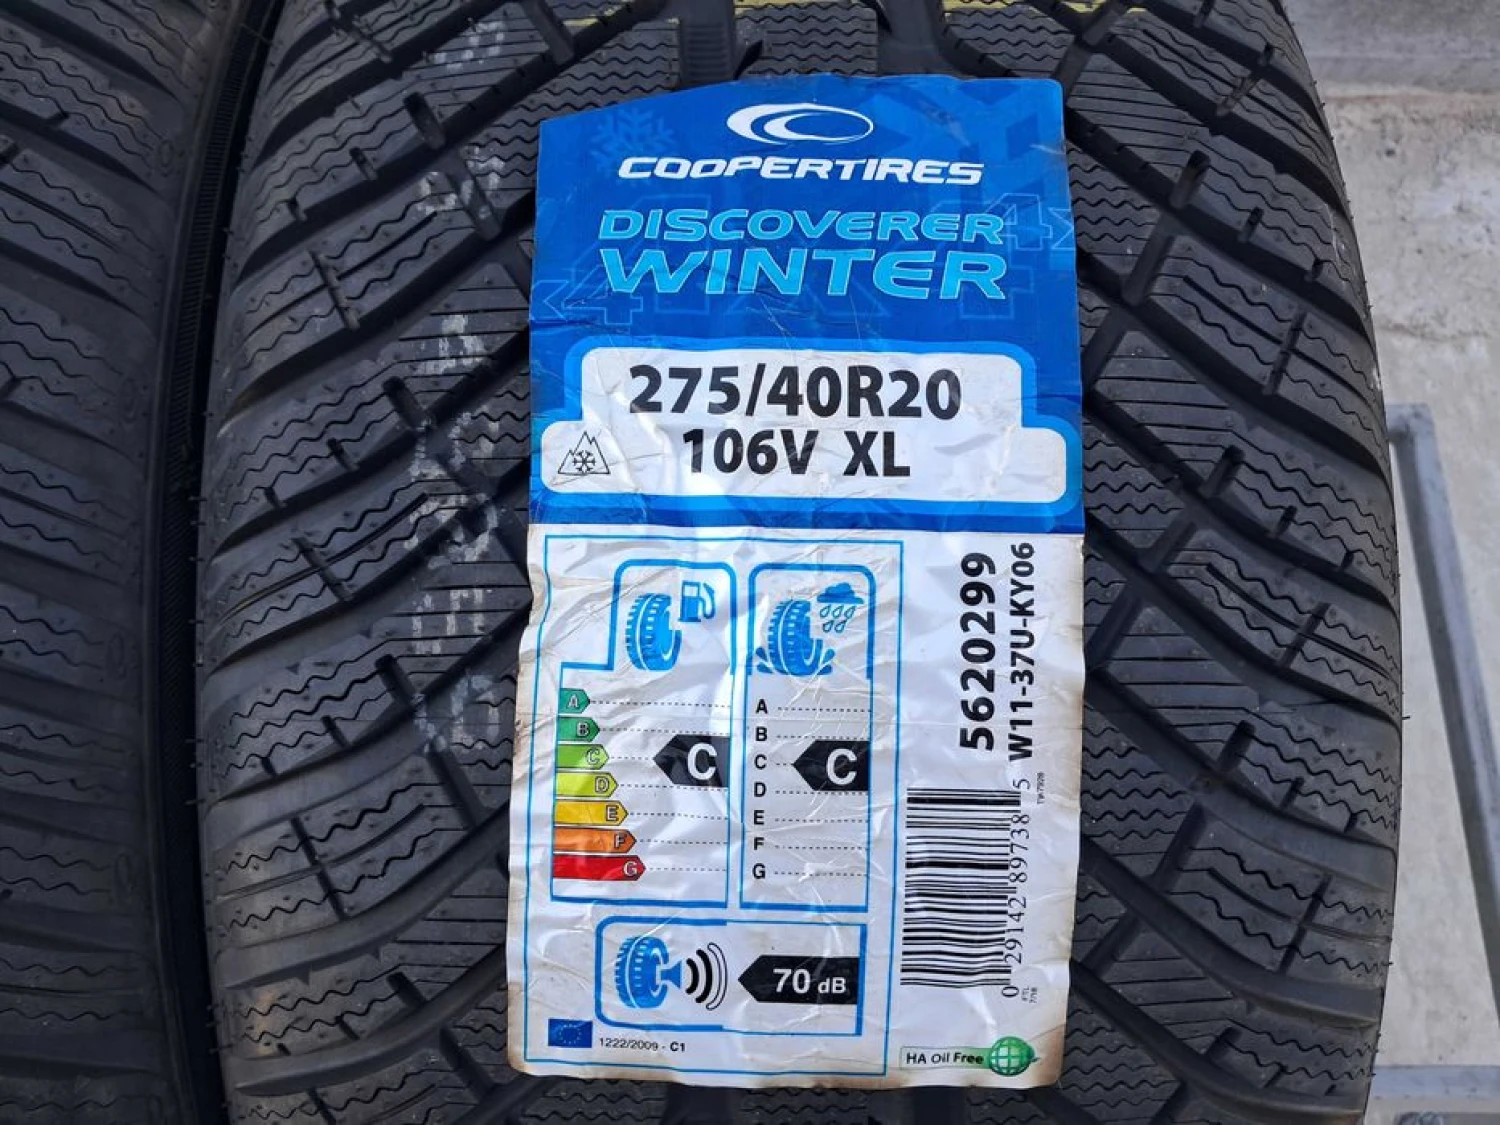 COOPERTIRES
DISCOVERER
WINTER
275/40R20
106V XL
A
B
C
D
E
F
G
C
A
B
C
D
E
F
G
C
70 dB
1222/2009 - C1
5620299
W11-37U-KY06
0 29142 89738 5
HA Oil Free